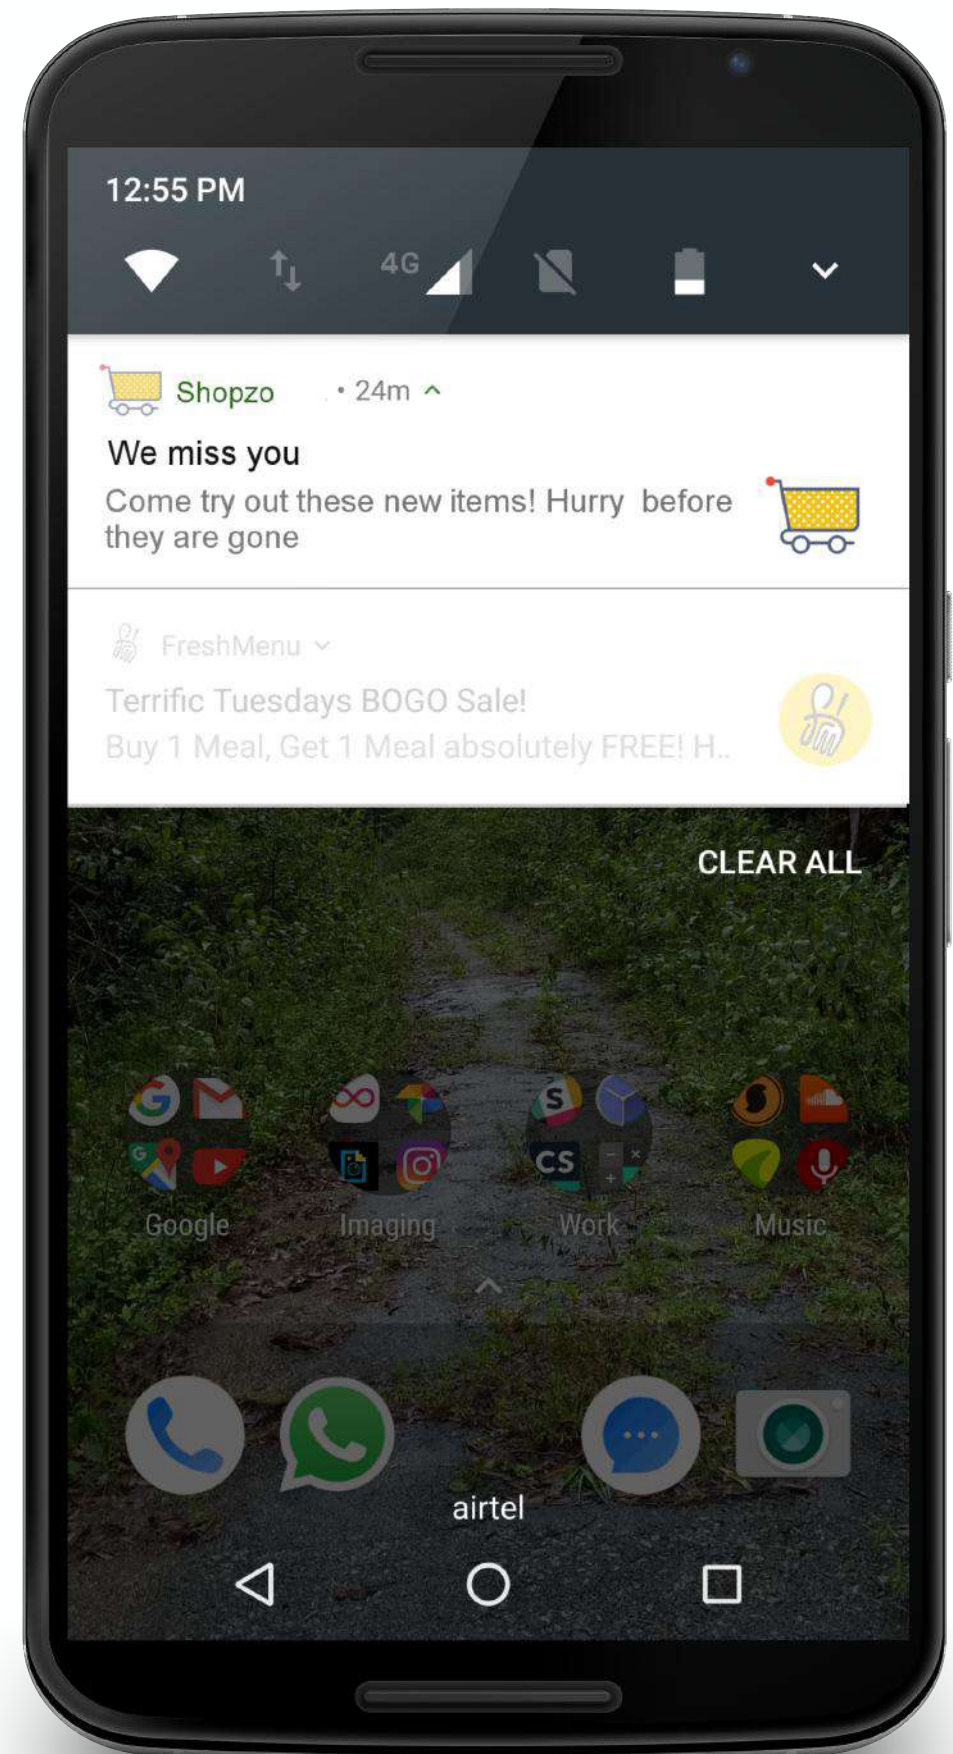 12:55 PM
4G
Shopzo • 24m
We miss you
Come try out these new items! Hurry before
they are gone
FreshMenu
Terrific Tuesdays BOGO Sale!
Buy 1 Meal, Get 1 Meal absolutely FREE! H..
CLEAR ALL
S
CS
Google Imaging Work Music
airtel